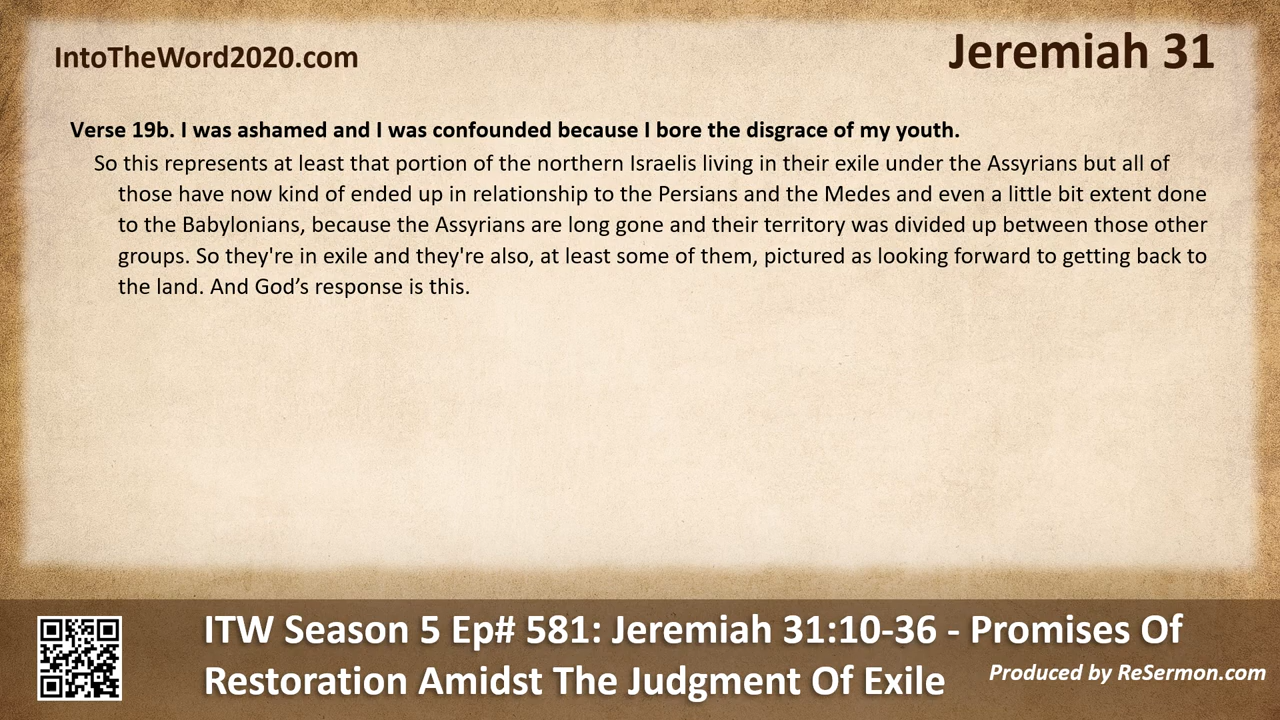 IntoTheWord2020.com
Jeremiah 31
Verse 19b. I was ashamed and I was confounded because I bore the disgrace of my youth.
So this represents at least that portion of the northern Israelis living in their exile under the Assyrians but all of
those have now kind of ended up in relationship to the Persians and the Medes and even a little bit extent done
to the Babylonians, because the Assyrians are long gone and their territory was divided up between those other
groups. So they're in exile and they're also, at least some of them, pictured as looking forward to getting back to
the land. And God’s response is this.
ITW Season 5 Ep# 581: Jeremiah 31:10-36 - Promises Of
Restoration Amidst The Judgment Of Exile
Produced by ReSermon.com